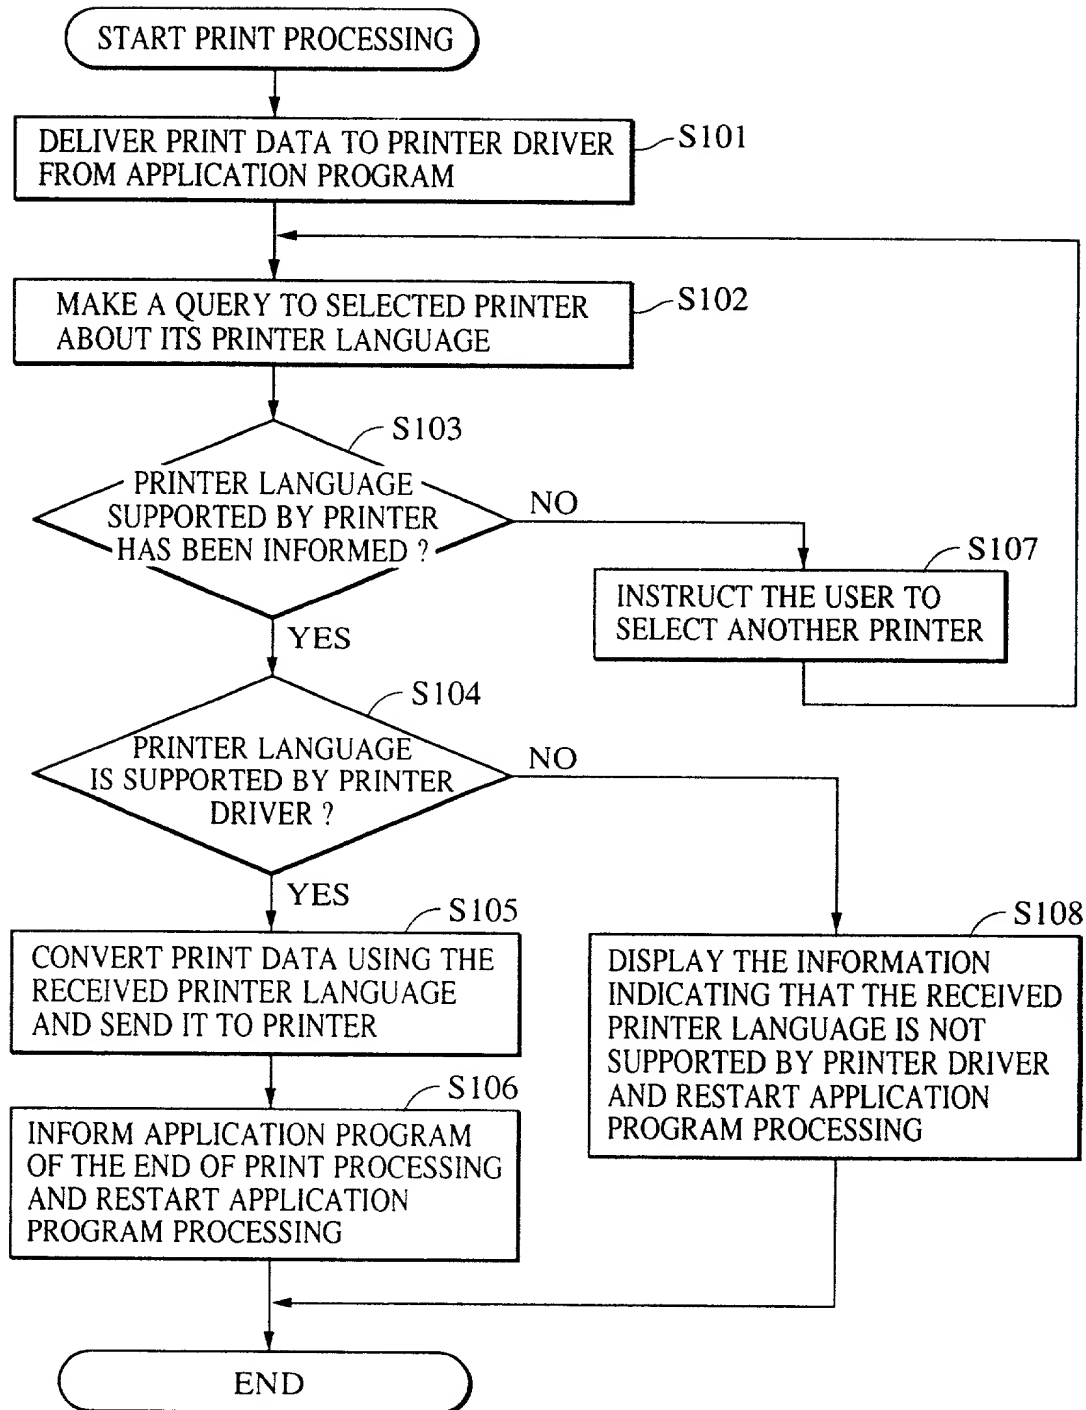 START PRINT PROCESSING
DELIVER PRINT DATA TO PRINTER DRIVER
FROM APPLICATION PROGRAM
S101
MAKE A QUERY TO SELECTED PRINTER
ABOUT ITS PRINTER LANGUAGE
S102
S103
PRINTER LANGUAGE
SUPPORTED BY PRINTER
HAS BEEN INFORMED ?
NO
YES
S107
INSTRUCT THE USER TO
SELECT ANOTHER PRINTER
S104
PRINTER LANGUAGE
IS SUPPORTED BY PRINTER
DRIVER ?
NO
YES
S105
CONVERT PRINT DATA USING THE
RECEIVED PRINTER LANGUAGE
AND SEND IT TO PRINTER
S108
DISPLAY THE INFORMATION
INDICATING THAT THE RECEIVED
PRINTER LANGUAGE IS NOT
SUPPORTED BY PRINTER DRIVER
AND RESTART APPLICATION
PROGRAM PROCESSING
S106
INFORM APPLICATION PROGRAM
OF THE END OF PRINT PROCESSING
AND RESTART APPLICATION
PROGRAM PROCESSING
END